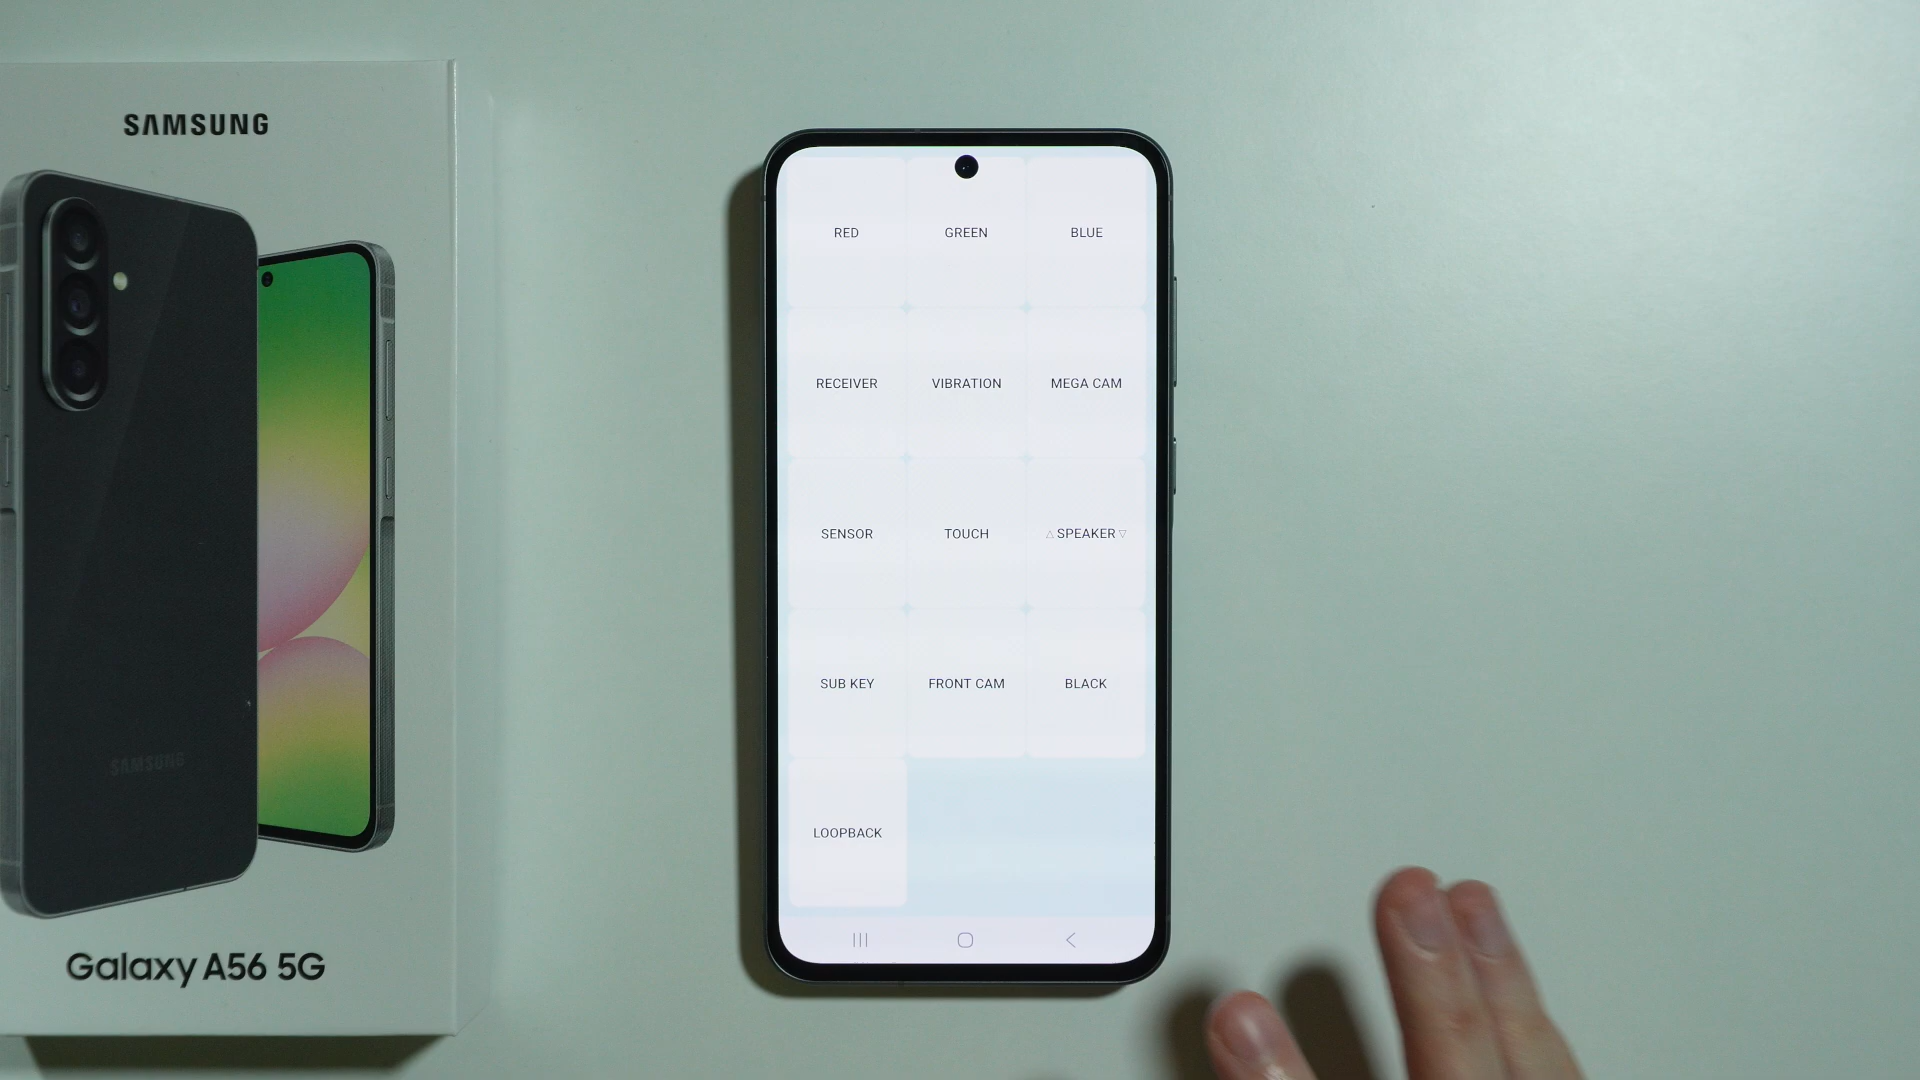 SAMSUNG
SAMSUNG
Galaxy A56 5G
RED GREEN BLUE
RECEIVER VIBRATION MEGA CAM
SENSOR TOUCH △ SPEAKER ▽
SUB KEY FRONT CAM BLACK
LOOPBACK